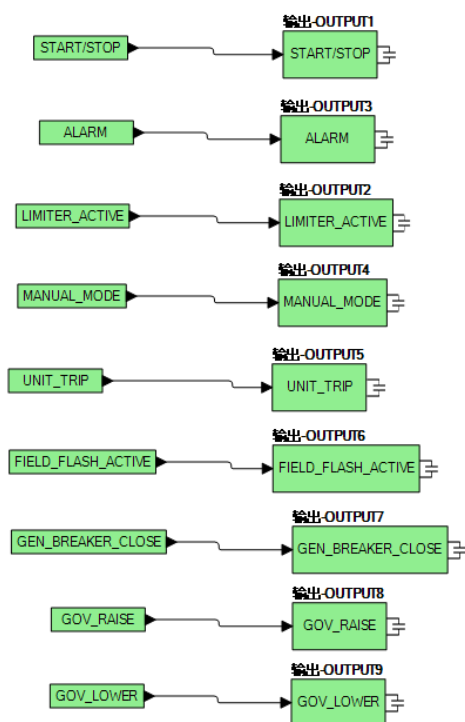 输出-OUTPUT1
START/STOP
START/STOP
输出-OUTPUT3
ALARM
ALARM
输出-OUTPUT2
LIMITER_ACTIVE
LIMITER_ACTIVE
输出-OUTPUT4
MANUAL_MODE
MANUAL_MODE
输出-OUTPUT5
UNIT_TRIP
UNIT_TRIP
输出-OUTPUT6
FIELD_FLASH_ACTIVE
FIELD_FLASH_ACTIVE
输出-OUTPUT7
GEN_BREAKER_CLOSE
GEN_BREAKER_CLOSE
输出-OUTPUT8
GOV_RAISE
GOV_RAISE
输出-OUTPUT9
GOV_LOWER
GOV_LOWER